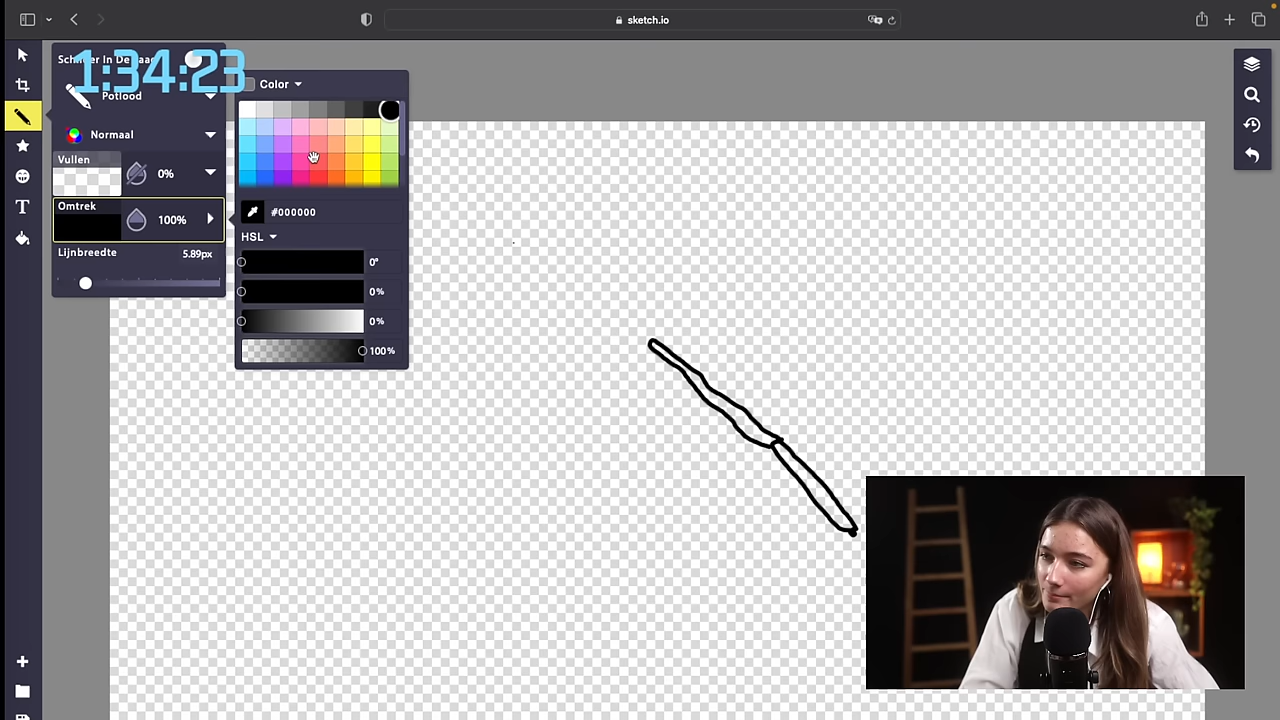 sketch.io
1:34:23
Potlood
Color
Normaal
Vullen
0%
Omtrek
100%
#000000
HSL
Lijnbreedte
5.89px
0°
0%
0%
100%
T